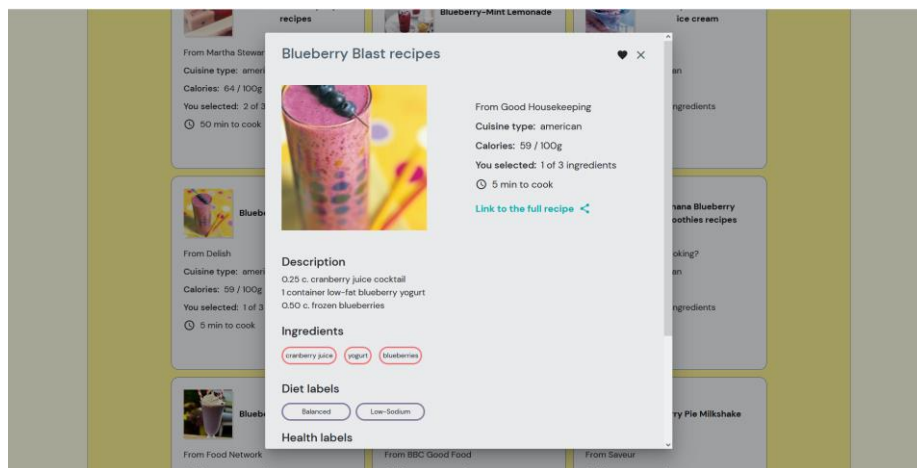 recipes
Blueberry-Mint Lemonade
ice cream
From Martha Stewar
Cuisine type: ameri
Calories: 64 / 100g
You selected: 2 of 3
50 min to cook
an
ngredients
Blueberry Blast recipes
From Good Housekeeping
Cuisine type: american
Calories: 59 / 100g
You selected: 1 of 3 ingredients
5 min to cook
Link to the full recipe
Description
0.25 c. cranberry juice cocktail
1 container low-fat blueberry yogurt
0.50 c. frozen blueberries
Ingredients
cranberry juice yogurt blueberries
Diet labels
Balanced Low-Sodium
Health labels
Blueb
From Delish
Cuisine type: ameri
Calories: 59 / 100g
You selected: 1 of 3
5 min to cook
nana Blueberry
oothies recipes
oking?
an
ngredients
Blueb
From Food Network
From BBC Good Food
rry Pie Milkshake
From Saveur